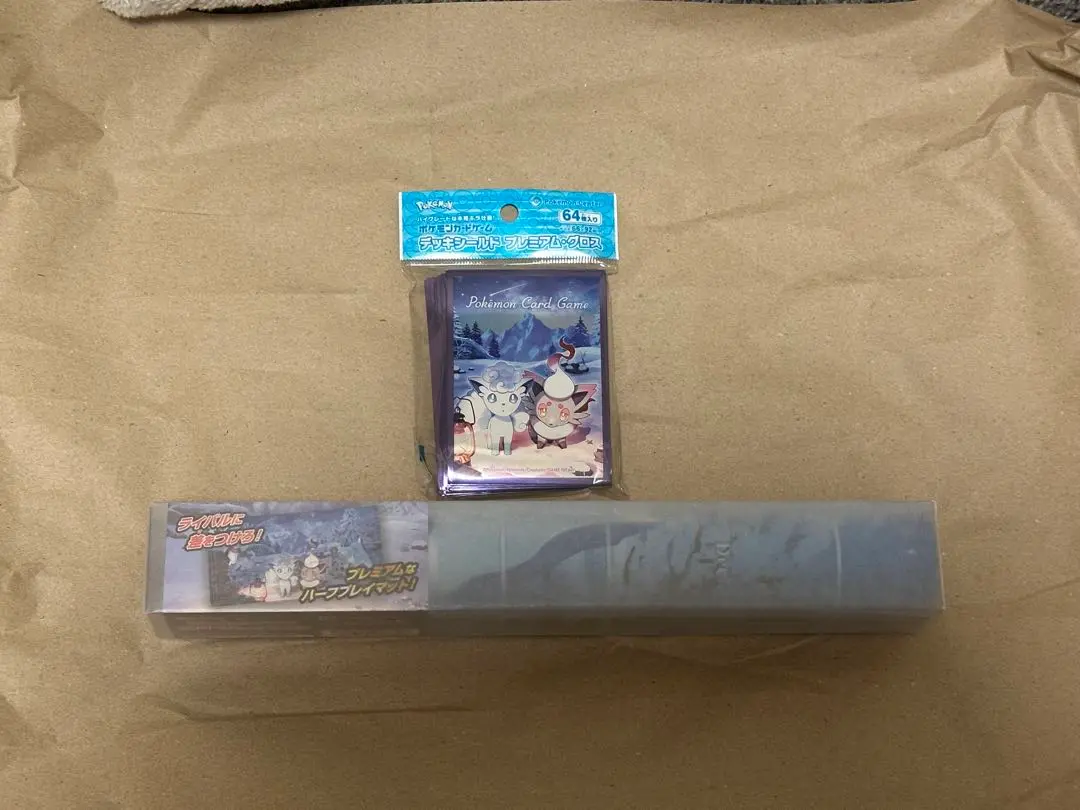 Pokémon
Pokémon Center
64枚入り
ポケモンカードゲーム
デッキシールド プレミアム・グロス
Pokémon Card Game
ライバルに
差をつけろ!
プレミアムな
ハーフプレイマット!